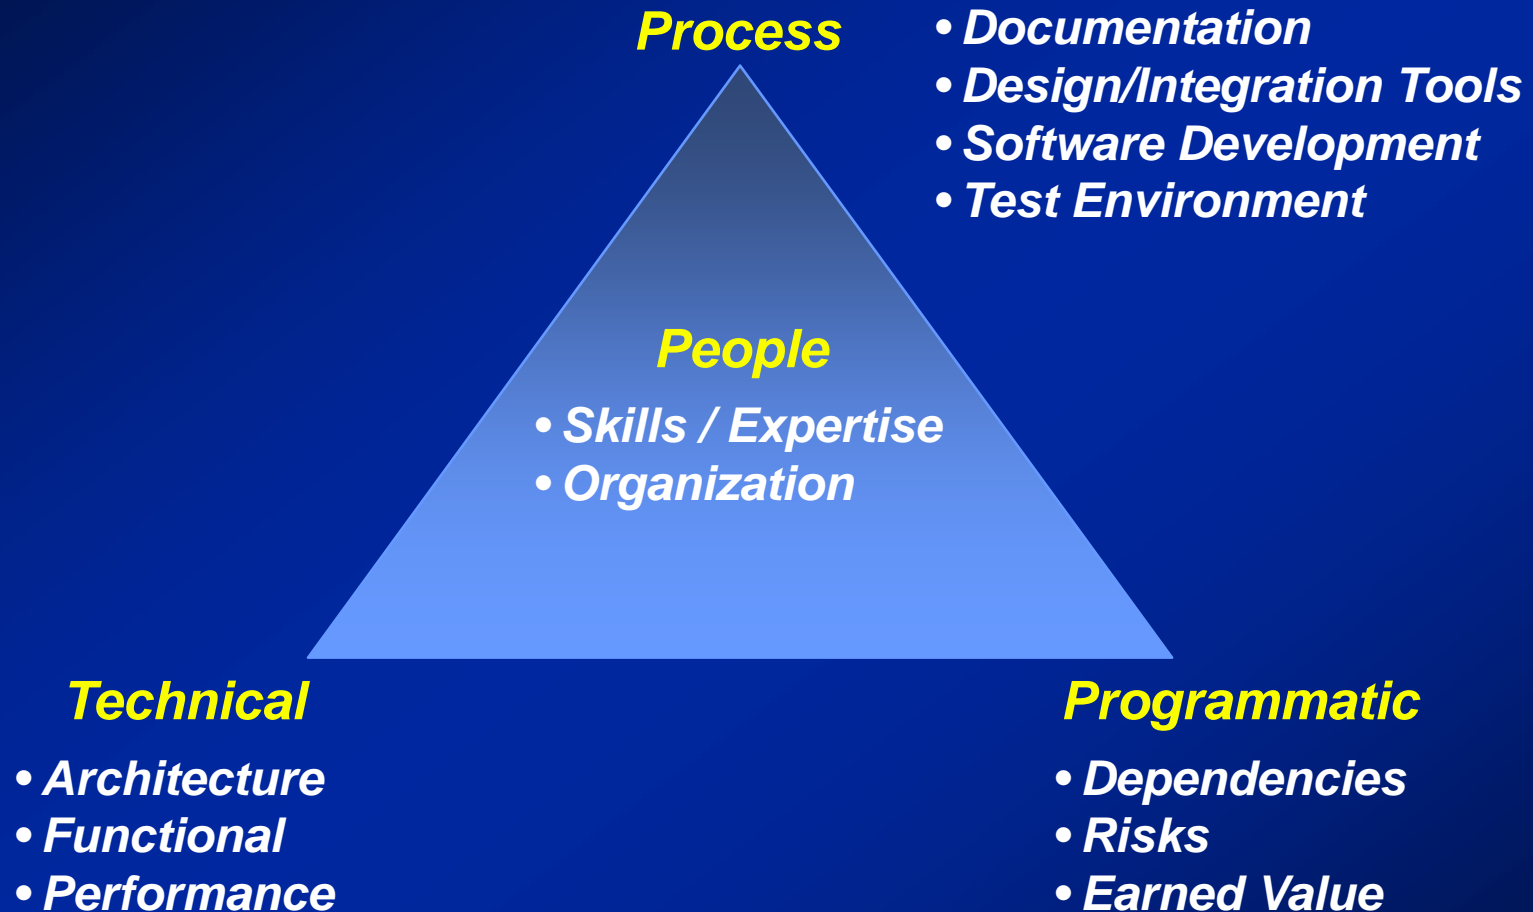 Process
• Documentation
• Design/Integration Tools
• Software Development
• Test Environment
People
• Skills / Expertise
• Organization
Technical
• Architecture
• Functional
• Performance
Programmatic
• Dependencies
• Risks
• Earned Value